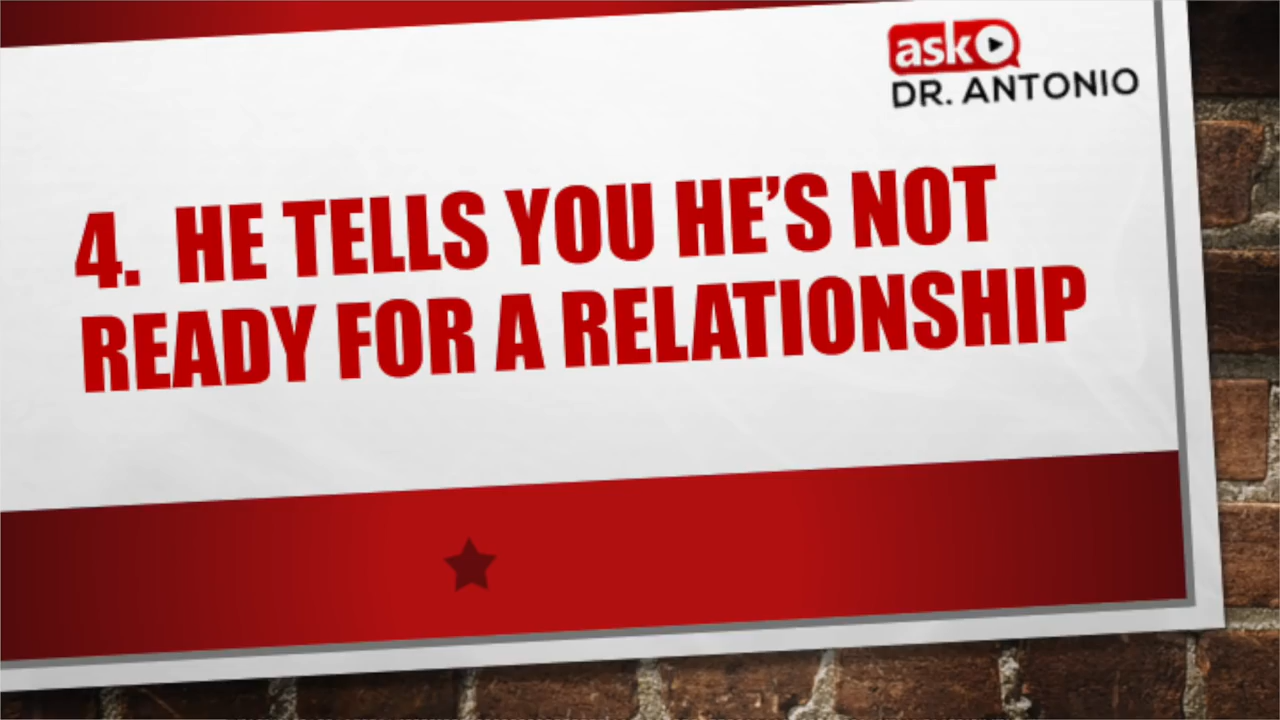 ask
DR. ANTONIO
4. HE TELLS YOU HE’S NOT
READY FOR A RELATIONSHIP